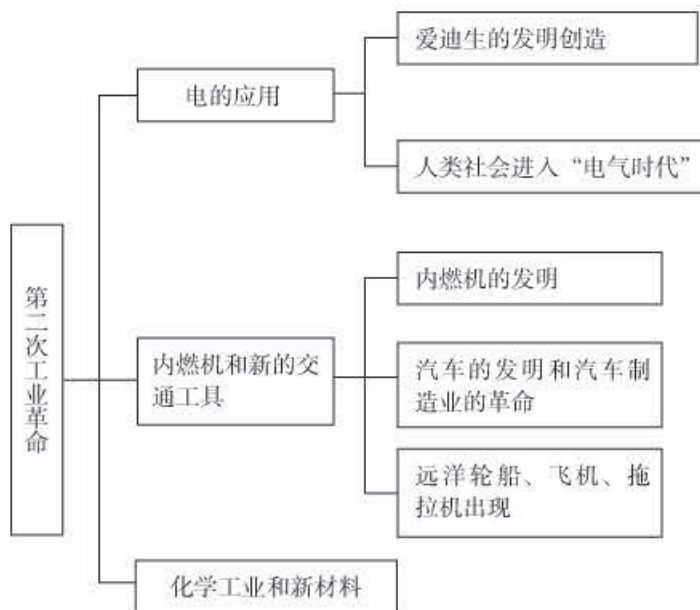 第二次工业革命
电的应用
爱迪生的发明创造
人类社会进入“电气时代”
内燃机和新的交
通工具
内燃机的发明
汽车的发明和汽车制
造业的革命
远洋轮船、飞机、拖
拉机出现
化学工业和新材料